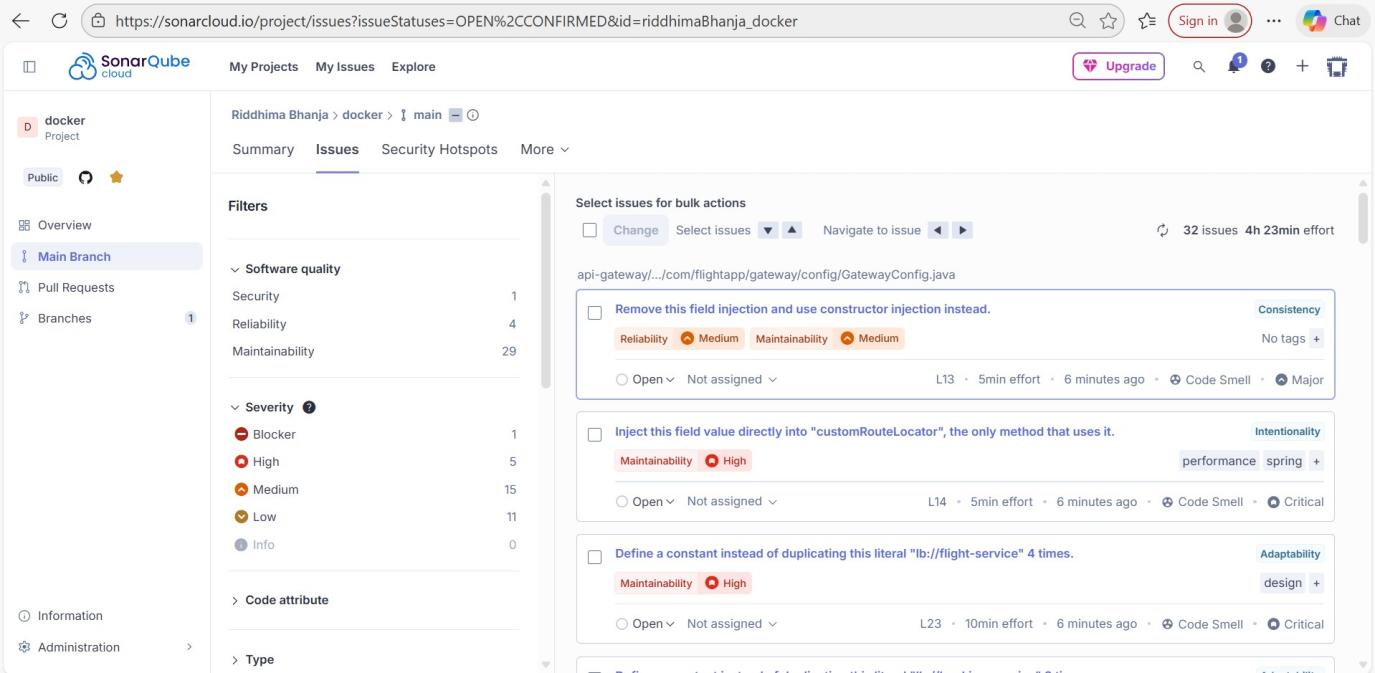 https://sonarcloud.io/project/issues?issueStatuses=OPEN%2CCONFIRMED&id=riddhimaBhanja_docker
Sign in
Chat
SonarQube cloud
My Projects My Issues Explore
Upgrade
1
D
docker
Project
Public
Overview
Main Branch
Pull Requests
Branches 1
Information
Administration
Riddhima Bhanja > docker > main
Summary Issues Security Hotspots More
Filters
Software quality
Security 1
Reliability 4
Maintainability 29
Severity ?
Blocker 1
High 5
Medium 15
Low 11
Info 0
Code attribute
Type
Select issues for bulk actions
Change Select issues Navigate to issue 32 issues 4h 23min effort
api-gateway/.../com/flightapp/gateway/config/GatewayConfig.java
Remove this field injection and use constructor injection instead. Consistency
Reliability Medium Maintainability Medium No tags +
Open Not assigned L13 • 5min effort • 6 minutes ago • Code Smell • Major
Inject this field value directly into "customRouteLocator", the only method that uses it. Intentionality
Maintainability High performance spring +
Open Not assigned L14 • 5min effort • 6 minutes ago • Code Smell • Critical
Define a constant instead of duplicating this literal "lb://flight-service" 4 times. Adaptability
Maintainability High design +
Open Not assigned L23 • 10min effort • 6 minutes ago • Code Smell • Critical